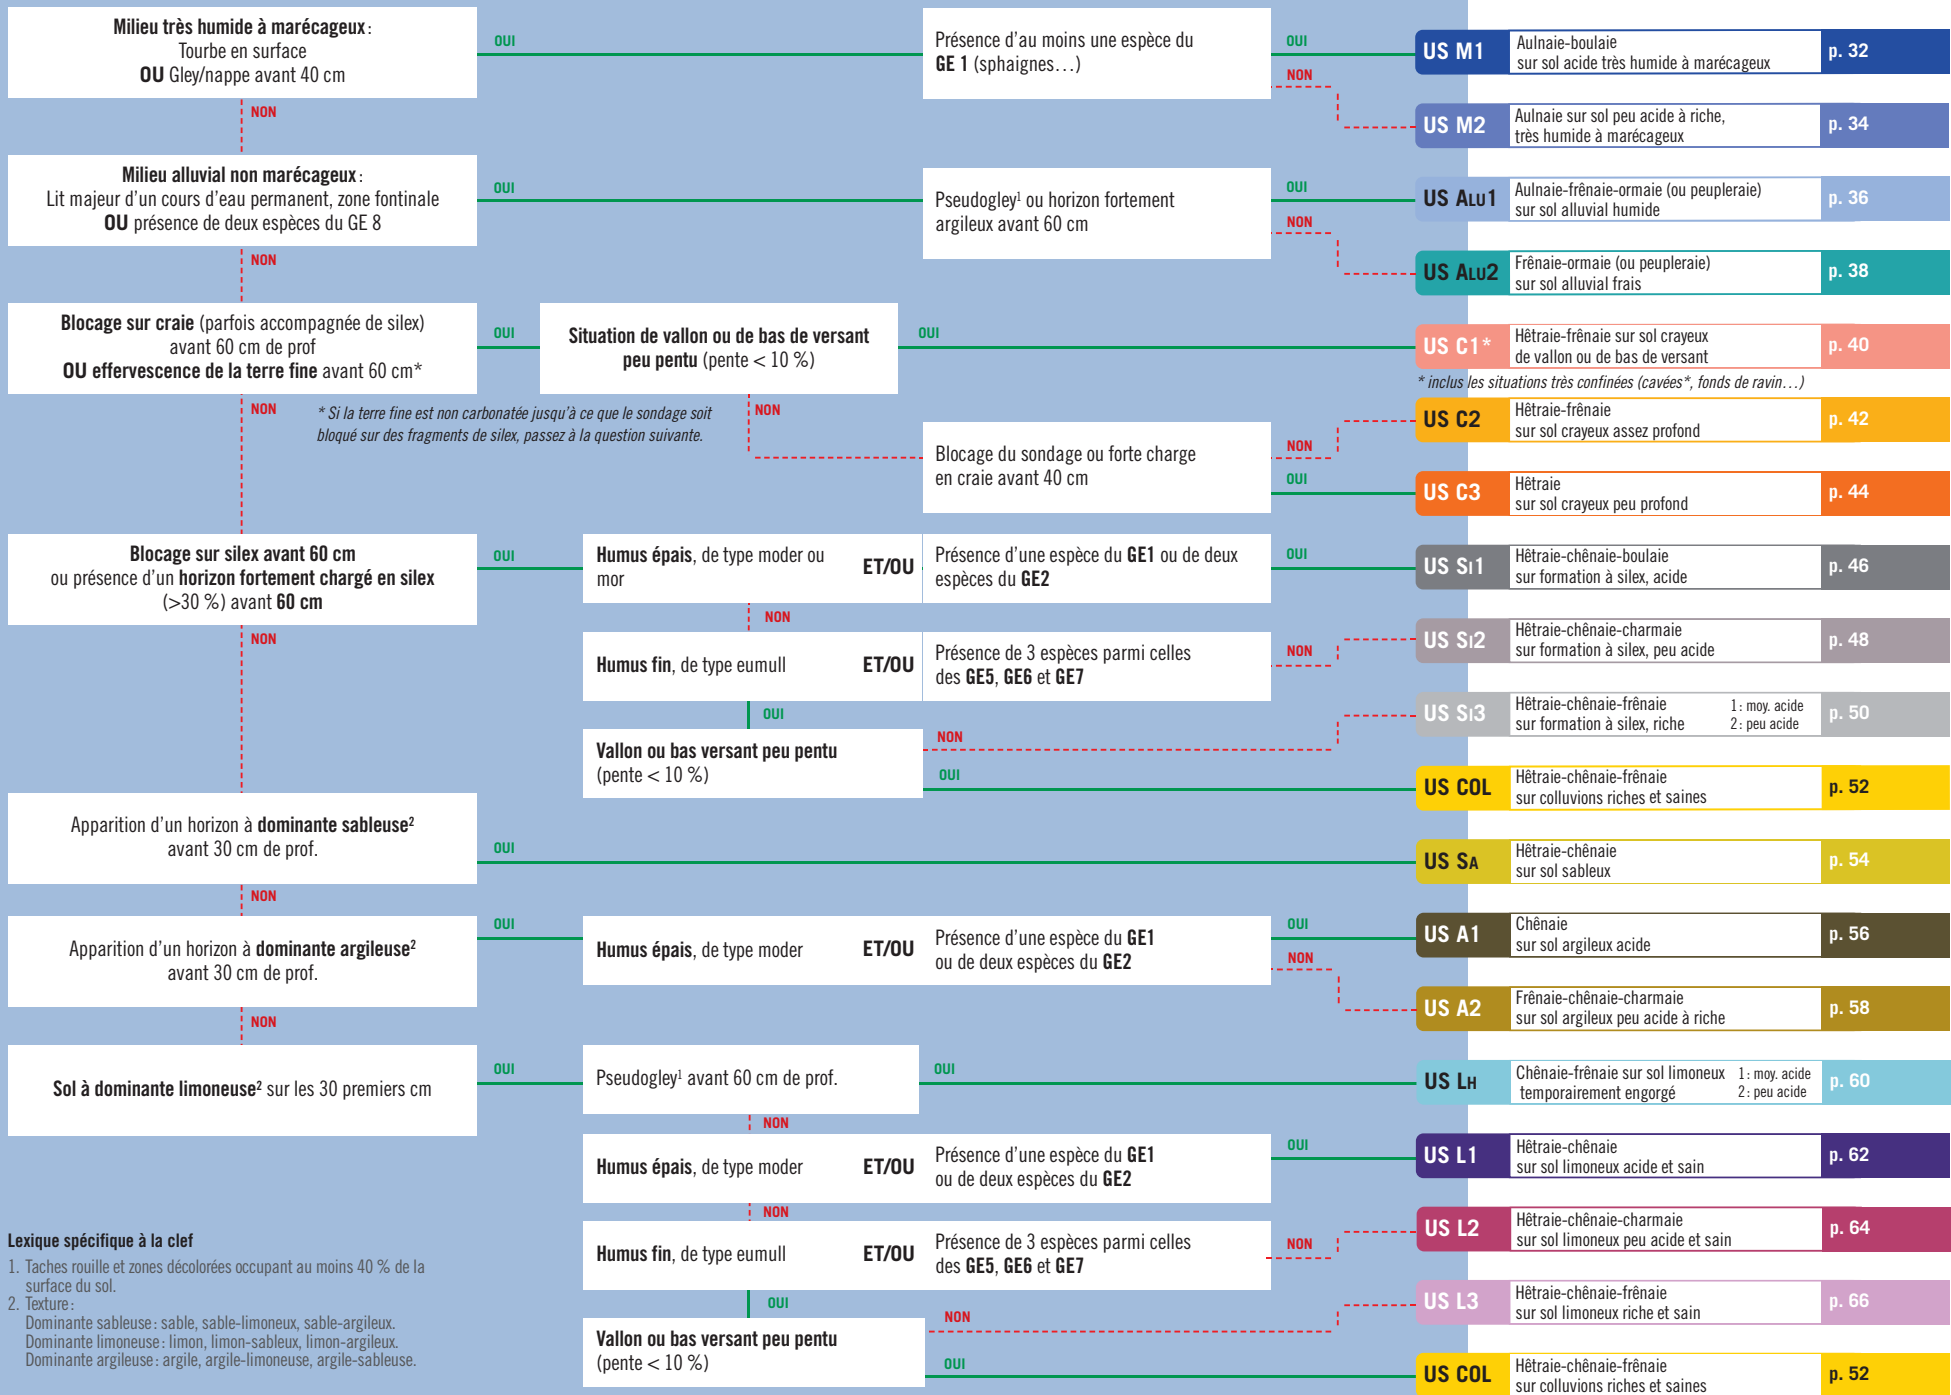 Milieu très humide à marécageux :
Tourbe en surface
OU Gley/nappe avant 40 cm
OUI
Présence d'au moins une espèce du
GE 1 (sphaignes…)
OUI
NON
US M1
Aulnaie-boulaie
sur sol acide très humide à marécageux
p. 32
NON
US M2
Aulnaie sur sol peu acide à riche,
très humide à marécageux
p. 34
Milieu alluvial non marécageux :
Lit majeur d'un cours d'eau permanent, zone fontinale
OU présence de deux espèces du GE 8
OUI
Pseudogley¹ ou horizon fortement
argileux avant 60 cm
OUI
NON
US ALU1
Aulnaie-frênaie-ormaie (ou peupleraie)
sur sol alluvial humide
p. 36
NON
US ALU2
Frênaie-ormaie (ou peupleraie)
sur sol alluvial frais
p. 38
Blocage sur craie (parfois accompagnée de silex)
avant 60 cm de prof
OU effervescence de la terre fine avant 60 cm*
OUI
Situation de vallon ou de bas de versant
peu pentu (pente < 10 %)
OUI
US C1*
Hêtraie-frênaie sur sol crayeux
de vallon ou de bas de versant
p. 40
* inclus les situations très confinées (cavées*, fonds de ravin…)
NON
* Si la terre fine est non carbonatée jusqu'à ce que le sondage soit
bloqué sur des fragments de silex, passez à la question suivante.
NON
Blocage du sondage ou forte charge
en craie avant 40 cm
NON
OUI
US C2
Hêtraie-frênaie
sur sol crayeux assez profond
p. 42
US C3
Hêtraie
sur sol crayeux peu profond
p. 44
Blocage sur silex avant 60 cm
ou présence d'un horizon fortement chargé en silex
(>30 %) avant 60 cm
OUI
Humus épais, de type moder ou
mor
ET/OU
Présence d'une espèce du GE1 ou de deux
espèces du GE2
OUI
US SI1
Hêtraie-chênaie-boulaie
sur formation à silex, acide
p. 46
NON
NON
Humus fin, de type eumull
ET/OU
Présence de 3 espèces parmi celles
des GE5, GE6 et GE7
NON
US SI2
Hêtraie-chênaie-charmaie
sur formation à silex, peu acide
p. 48
OUI
Vallon ou bas versant peu pentu
(pente < 10 %)
NON
OUI
US SI3
Hêtraie-chênaie-frênaie
sur formation à silex, riche
1 : moy. acide
2 : peu acide
p. 50
US COL
Hêtraie-chênaie-frênaie
sur colluvions riches et saines
p. 52
Apparition d'un horizon à dominante sableuse²
avant 30 cm de prof.
OUI
US SA
Hêtraie-chênaie
sur sol sableux
p. 54
NON
Apparition d'un horizon à dominante argileuse²
avant 30 cm de prof.
OUI
Humus épais, de type moder
ET/OU
Présence d'une espèce du GE1
ou de deux espèces du GE2
OUI
NON
US A1
Chênaie
sur sol argileux acide
p. 56
US A2
Frênaie-chênaie-charmaie
sur sol argileux peu acide à riche
p. 58
NON
Sol à dominante limoneuse² sur les 30 premiers cm
OUI
Pseudogley¹ avant 60 cm de prof.
OUI
US LH
Chênaie-frênaie sur sol limoneux
temporairement engorgé
1 : moy. acide
2 : peu acide
p. 60
NON
Humus épais, de type moder
ET/OU
Présence d'une espèce du GE1
ou de deux espèces du GE2
OUI
US L1
Hêtraie-chênaie
sur sol limoneux acide et sain
p. 62
NON
Humus fin, de type eumull
ET/OU
Présence de 3 espèces parmi celles
des GE5, GE6 et GE7
NON
US L2
Hêtraie-chênaie-charmaie
sur sol limoneux peu acide et sain
p. 64
OUI
Vallon ou bas versant peu pentu
(pente < 10 %)
NON
OUI
US L3
Hêtraie-chênaie-frênaie
sur sol limoneux riche et sain
p. 66
US COL
Hêtraie-chênaie-frênaie
sur colluvions riches et saines
p. 52
Lexique spécifique à la clef
1. Taches rouille et zones décolorées occupant au moins 40 % de la
surface du sol.
2. Texture :
Dominante sableuse : sable, sable-limoneux, sable-argileux.
Dominante limoneuse : limon, limon-sableux, limon-argileux.
Dominante argileuse : argile, argile-limoneuse, argile-sableuse.